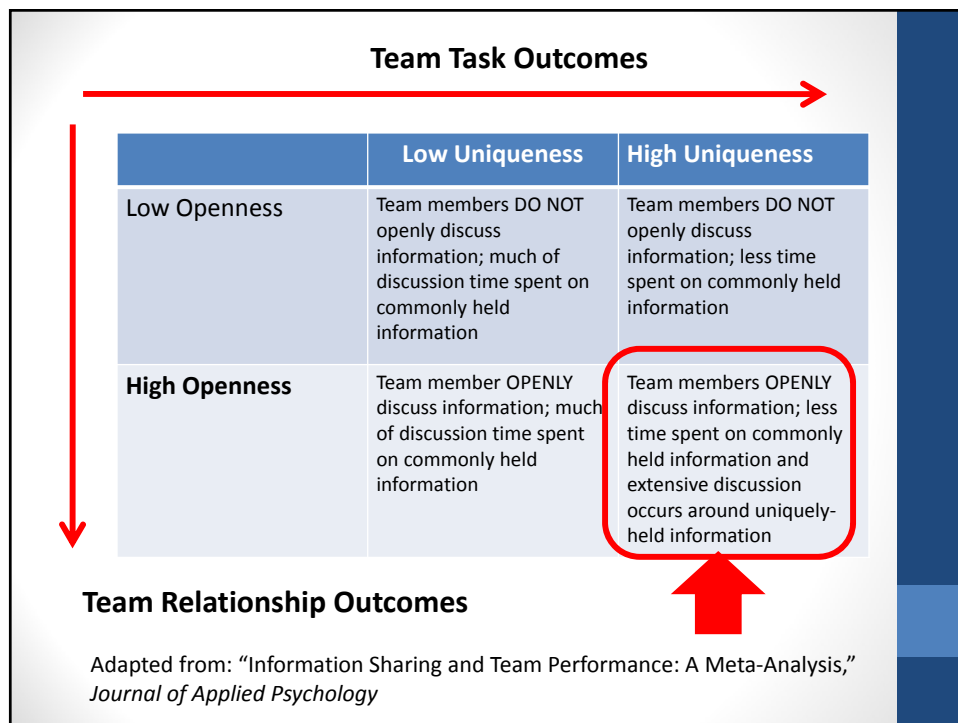 Team Task Outcomes
Low Uniqueness High Uniqueness
Low Openness
Team members DO NOT
openly discuss
information; much of
discussion time spent on
commonly held
information
Team members DO NOT
openly discuss
information; less time
spent on commonly held
information
High Openness
Team member OPENLY
discuss information; much
of discussion time spent
on commonly held
information
Team members OPENLY
discuss information; less
time spent on commonly
held information and
extensive discussion
occurs around uniquely-
held information
Team Relationship Outcomes
Adapted from: “Information Sharing and Team Performance: A Meta-Analysis,”
Journal of Applied Psychology